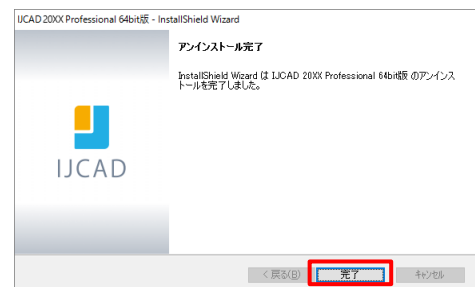 IJCAD 20XX Professional 64bit版 - InstallShield Wizard
アンインストール完了
InstallShield Wizard は IJCAD 20XX Professional 64bit版 のアンインス
トールを完了しました。
IJCAD
< 戻る(B) 完了 キャンセル